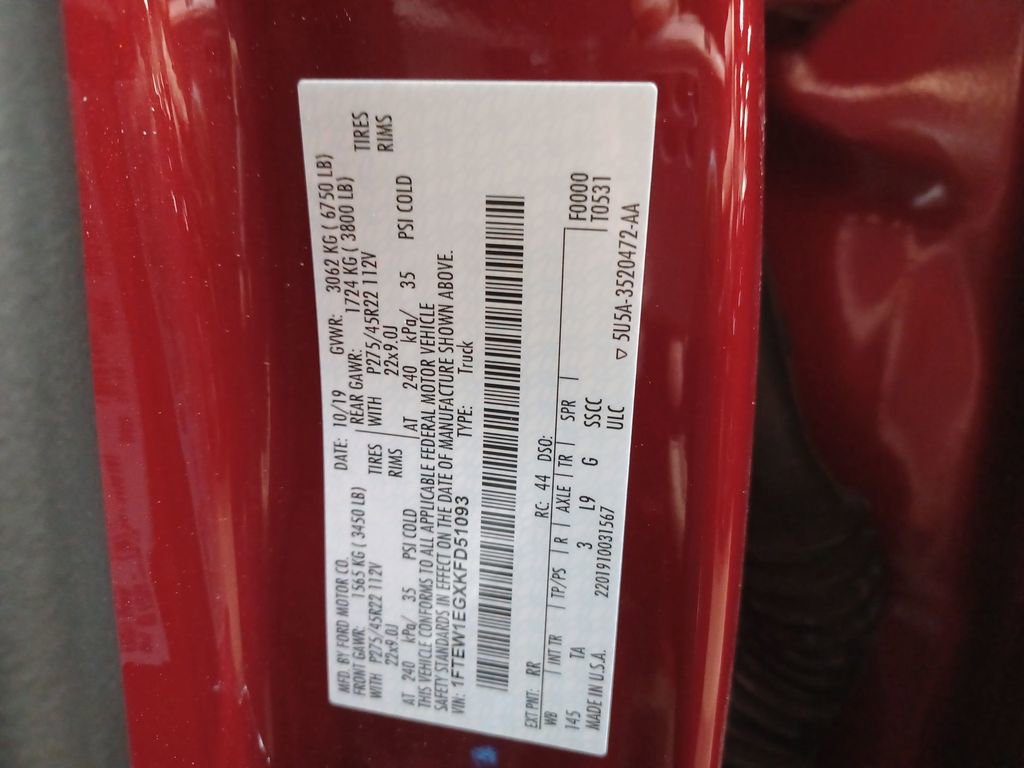 MFD. BY FORD MOTOR CO. DATE: 10/19 GVWR: 3062 KG ( 6750 LB)
FRONT GAWR: 1565 KG ( 3450 LB) REAR GAWR: 1724 KG ( 3800 LB)
WITH P275/45R22 112V TIRES WITH P275/45R22 112V TIRES
22x9.0J RIMS 22x9.0J RIMS
AT 240 kPa/ 35 PSI COLD AT 240 kPa/ 35 PSI COLD
THIS VEHICLE CONFORMS TO ALL APPLICABLE FEDERAL MOTOR VEHICLE
SAFETY STANDARDS IN EFFECT ON THE DATE OF MANUFACTURE SHOWN ABOVE.
VIN: 1FTEW1EGXKFD51093 TYPE: Truck
EXT PNT: RR RC: 44 DSO:
WB INT TR TP/PS R AXLE TR SPR F0000
145 TA 3 L9 G SSCC T0531
MADE IN U.S.A. 2201910031567 ULC ▽ 5U5A-3520472-AA